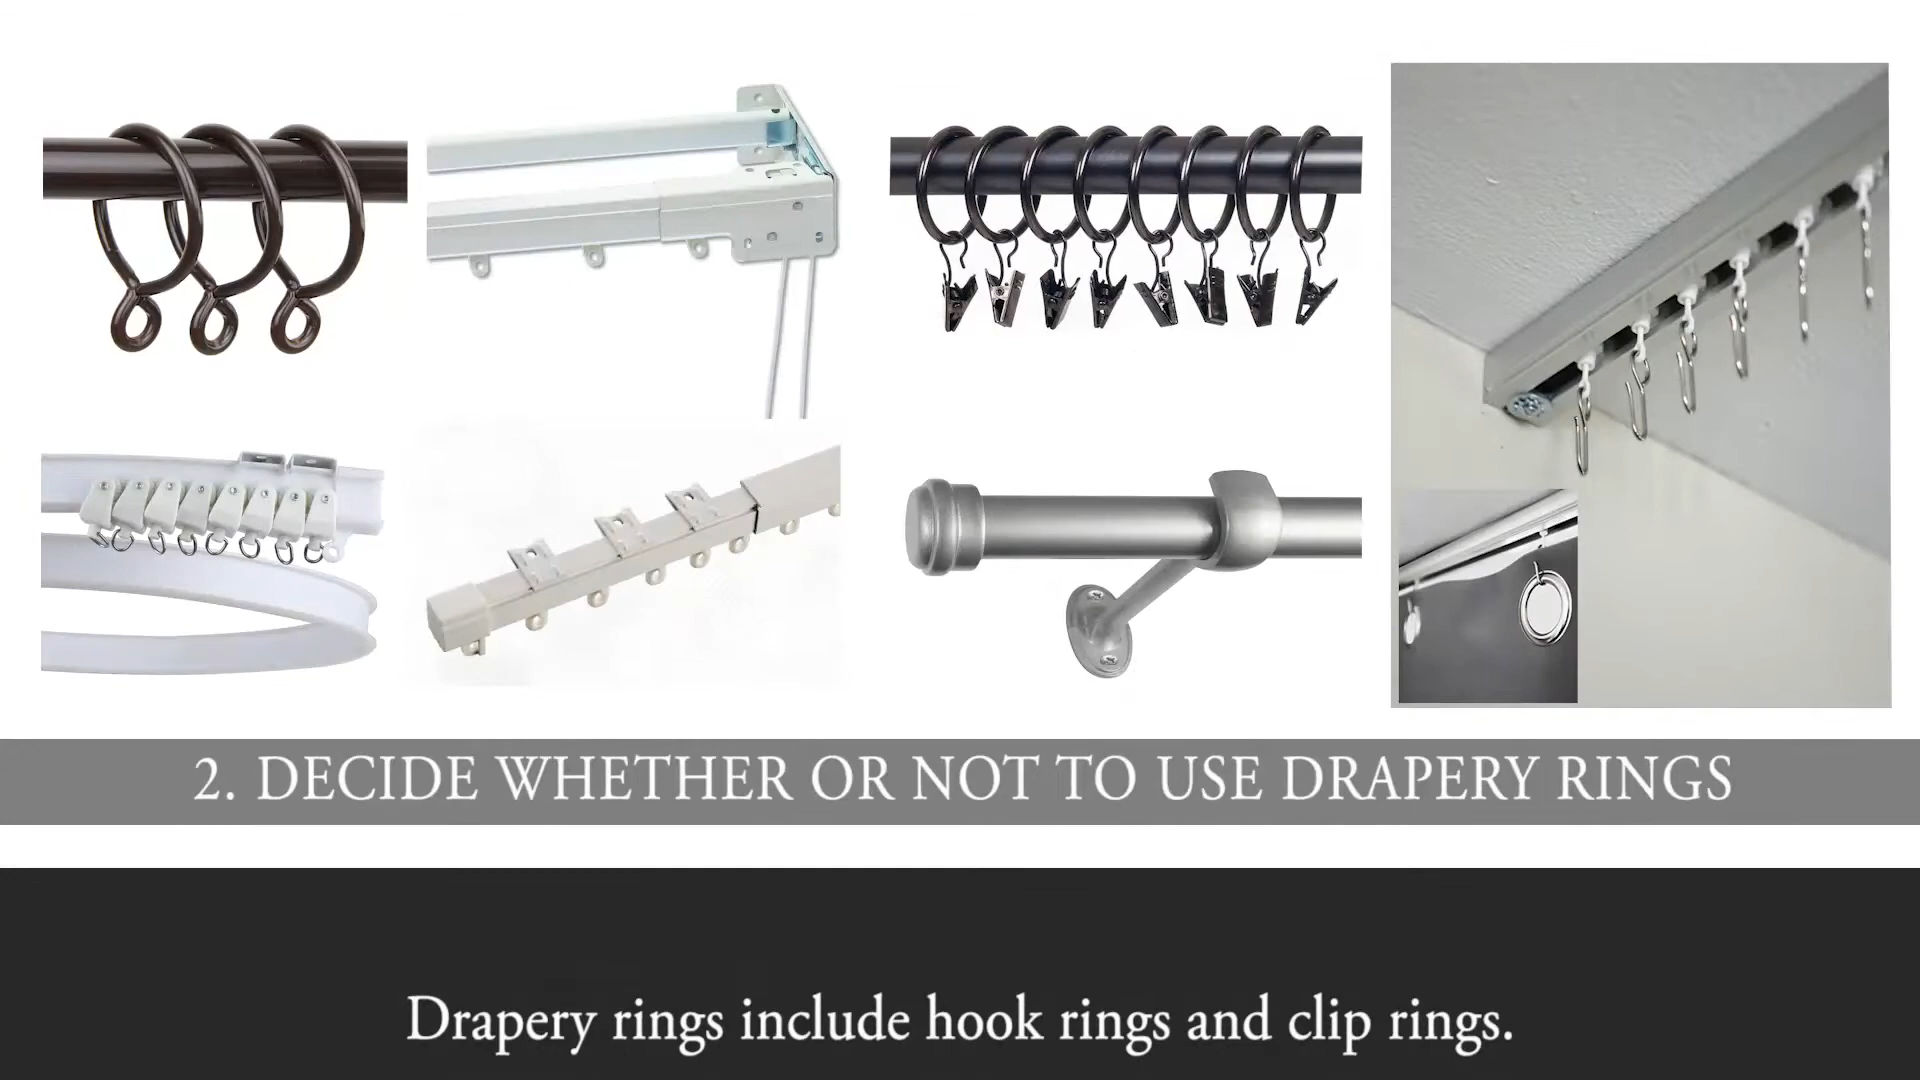 2. DECIDE WHETHER OR NOT TO USE DRAPERY RINGS
Drapery rings include hook rings and clip rings.